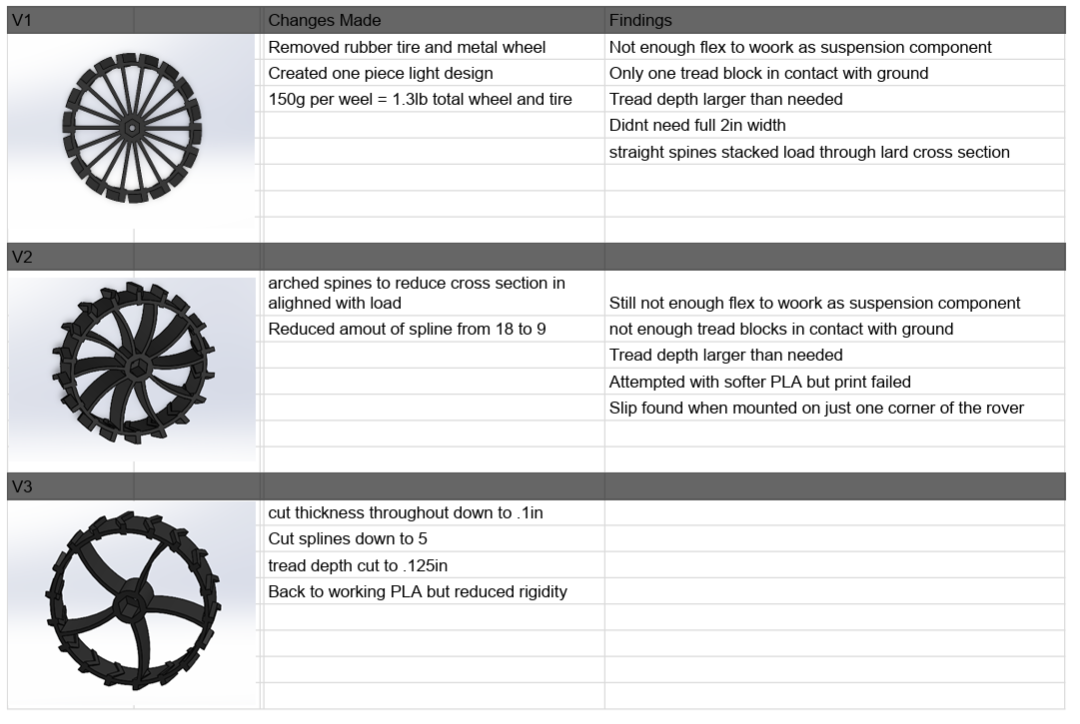 V1 Changes Made Findings
Removed rubber tire and metal wheel Not enough flex to woork as suspension component
Created one piece light design Only one tread block in contact with ground
150g per weel = 1.3lb total wheel and tire Tread depth larger than needed
Didnt need full 2in width
straight spines stacked load through lard cross section
V2
arched spines to reduce cross section in
alighned with load Still not enough flex to woork as suspension component
Reduced amout of spline from 18 to 9 not enough tread blocks in contact with ground
Tread depth larger than needed
Attempted with softer PLA but print failed
Slip found when mounted on just one corner of the rover
V3
cut thickness throughout down to .1in
Cut splines down to 5
tread depth cut to .125in
Back to working PLA but reduced rigidity